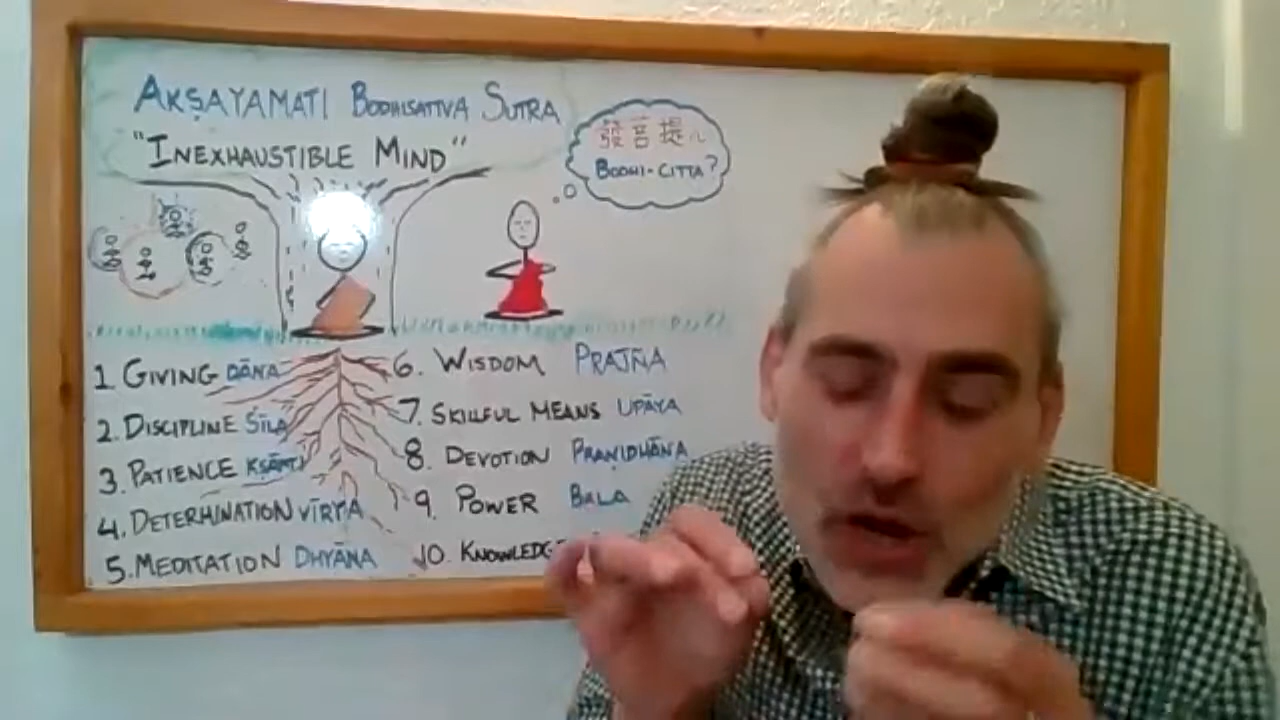 AKṢAYAMATI BODHISATTVA SUTRA
"INEXHAUSTIBLE MIND"
發菩提心
BODHI-CITTA?
1 GIVING DĀNA
2. DISCIPLINE ŚĪLA
3. PATIENCE KṢĀNTI
4. DETERMINATION VĪRYA
5. MEDITATION DHYĀNA
6. WISDOM PRAJÑA
7. SKILLFUL MEANS UPĀYA
8. DEVOTION PRAṆIDHĀNA
9. POWER BALA
10. KNOWLEDGE